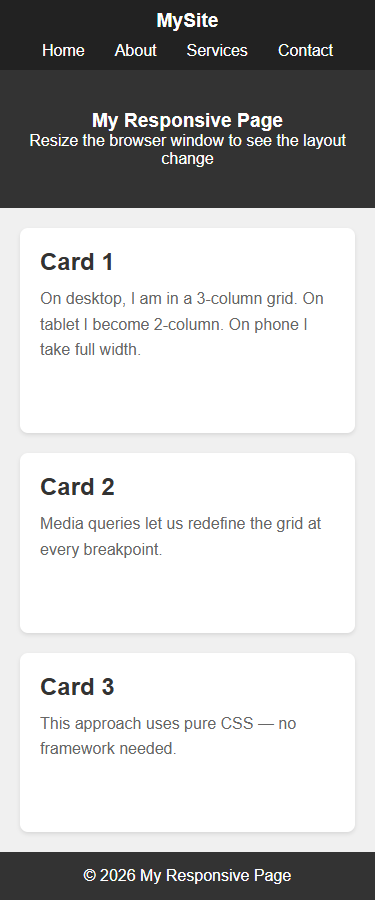 MySite
Home About Services Contact
My Responsive Page
Resize the browser window to see the layout
change
Card 1
On desktop, I am in a 3-column grid. On
tablet I become 2-column. On phone I
take full width.
Card 2
Media queries let us redefine the grid at
every breakpoint.
Card 3
This approach uses pure CSS — no
framework needed.
© 2026 My Responsive Page